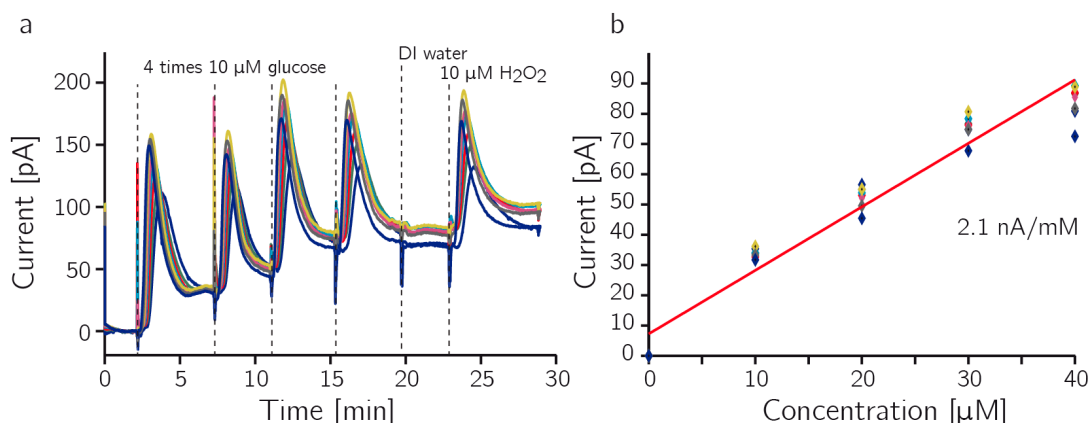 a
b
DI water
4 times 10 μM glucose
10 μM H₂O₂
200
150
100
50
0
Current [pA]
0 5 10 15 20 25 30
Time [min]
90
80
70
60
50
40
30
20
10
0
Current [pA]
2.1 nA/mM
0 10 20 30 40
Concentration [μM]